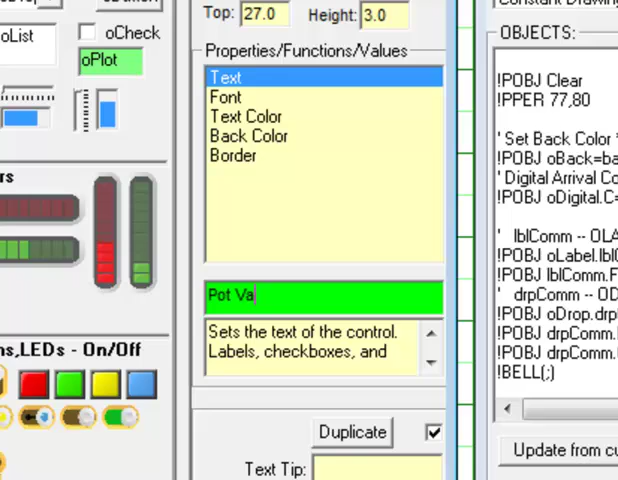 oList
oCheck
oPlot
rs
ns,LEDs - On/Off
Top: 27.0 Height: 3.0
Properties/Functions/Values
Text
Font
Text Color
Back Color
Border
Pot Va
Sets the text of the control.
Labels, checkboxes, and
Duplicate
Text Tip:
OBJECTS:
!POBJ Clear
!PPER 77,80
' Set Back Color *
!POBJ oBack=ba
' Digital Arrival Co
!POBJ oDigital.C=
' lblComm -- OLA
!POBJ oLabel.lblC
!POBJ lblComm.F
' drpComm -- OD
!POBJ oDrop.drp
!POBJ drpComm.
!POBJ drpComm.
!BELL(;)
Update from cu